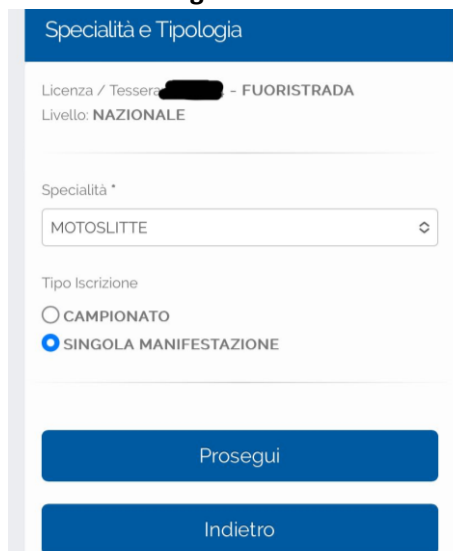 Specialità e Tipologia
Licenza / Tessera - FUORISTRADA
Livello: NAZIONALE
Specialità *
MOTOSLITTE
Tipo Iscrizione
CAMPIONATO
SINGOLA MANIFESTAZIONE
Prosegui
Indietro